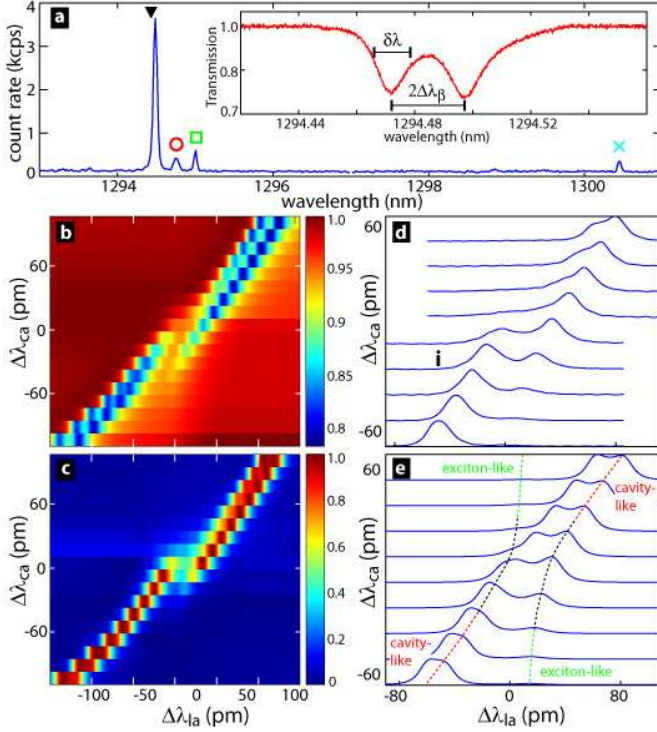 a
count rate (kcps)
4
3
2
1
0
1294
1296
1298
1300
wavelength (nm)
Transmission
1.0
0.9
0.8
0.7
δλ
2Δλβ
1294.44
1294.48
1294.52
wavelength (nm)
b
Δλca (pm)
60
0
-60
1.0
0.95
0.9
0.85
0.8
c
Δλca (pm)
60
0
-60
1.0
0.8
0.6
0.4
0.2
0
-100
-50
0
50
100
Δλla (pm)
d
Δλca (pm)
60
-60
i
e
Δλca (pm)
60
-60
exciton-like
cavity-
like
cavity-
like
exciton-like
-80
0
80
Δλla (pm)